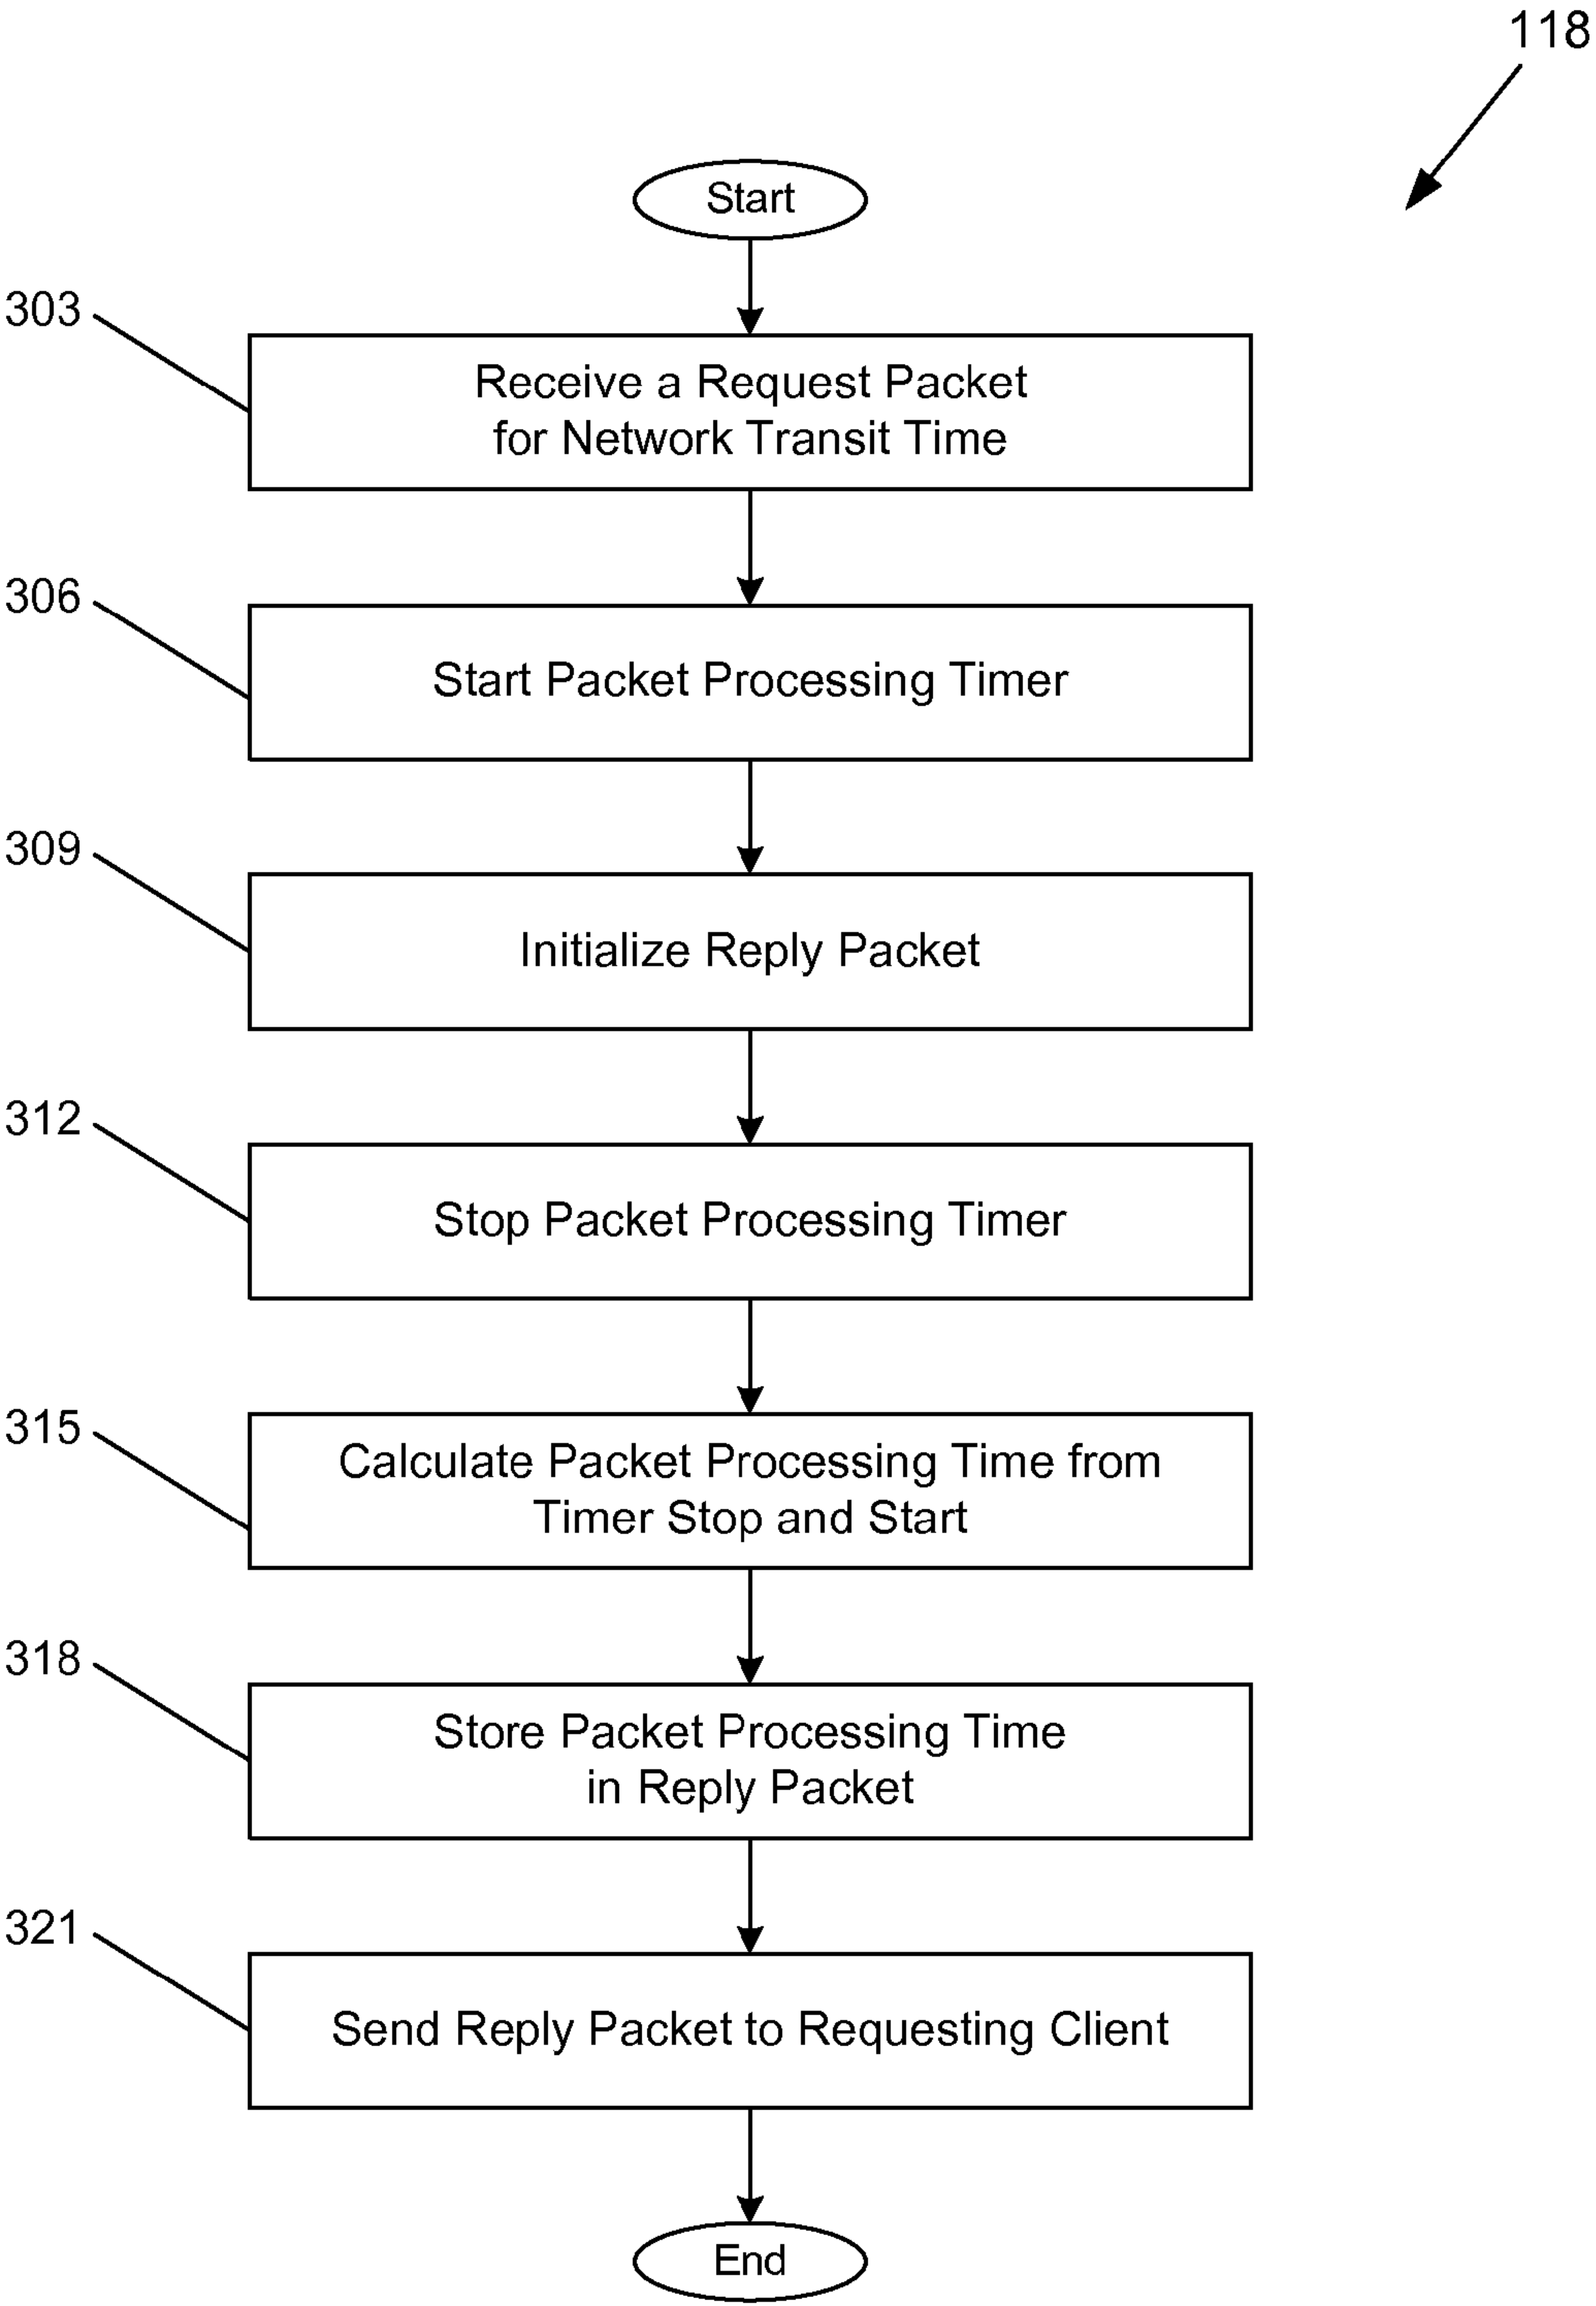 118
Start
303
Receive a Request Packet
for Network Transit Time
306
Start Packet Processing Timer
309
Initialize Reply Packet
312
Stop Packet Processing Timer
315
Calculate Packet Processing Time from
Timer Stop and Start
318
Store Packet Processing Time
in Reply Packet
321
Send Reply Packet to Requesting Client
End